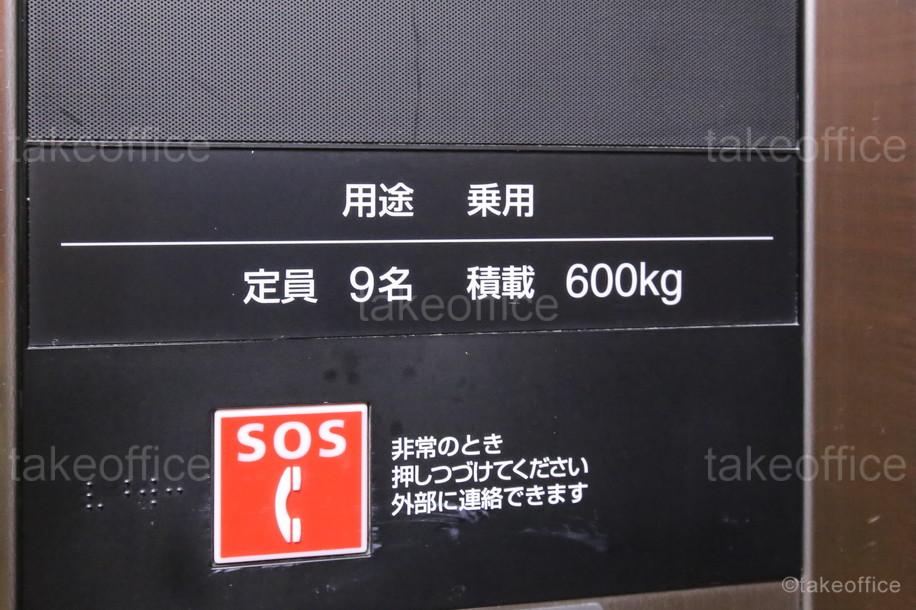 takeoffice takeoffice
用途 乗用
定員 9名 積載 600kg
takeoffice
SOS
非常のとき
押しつづけてください
外部に連絡できます
takeoffice takeoffice
©takeoffice